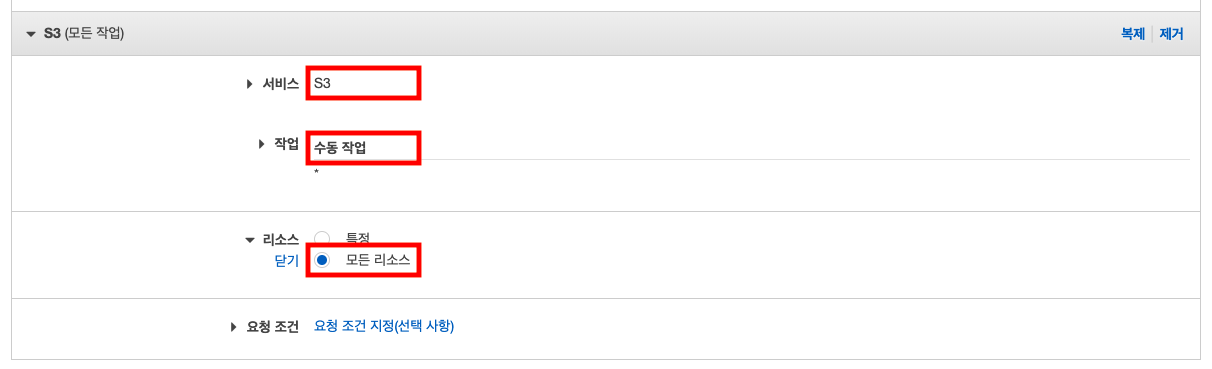 S3 (모든 작업) 복제 제거
서비스 S3
작업 수동 작업
*
리소스 특정
닫기 모든 리소스
요청 조건 요청 조건 지정(선택 사항)